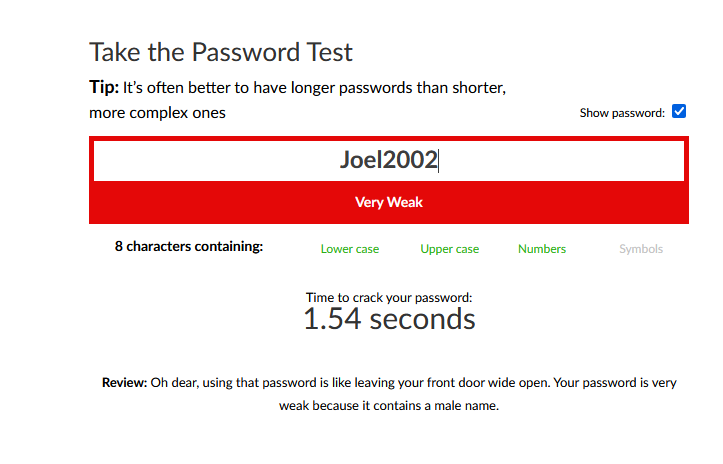 Take the Password Test
Tip: It's often better to have longer passwords than shorter,
more complex ones
Show password:
Joel2002
Very Weak
8 characters containing:
Lower case
Upper case
Numbers
Symbols
Time to crack your password:
1.54 seconds
Review: Oh dear, using that password is like leaving your front door wide open. Your password is very
weak because it contains a male name.